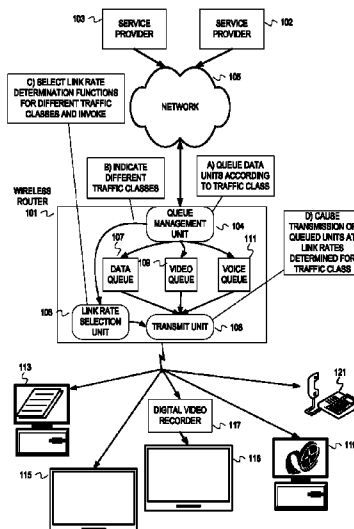 103
SERVICE
PROVIDER
SERVICE
PROVIDER
102
C) SELECT LINK RATE
DETERMINATION FUNCTIONS
FOR DIFFERENT TRAFFIC
CLASSES AND INVOKE
105
NETWORK
B) INDICATE
DIFFERENT
TRAFFIC CLASSES
A) QUEUE DATA
UNITS ACCORDING
TO TRAFFIC CLASS
WIRELESS
ROUTER
101
QUEUE
MANAGEMENT
UNIT
104
D) CAUSE
TRANSMISSION OF
QUEUED UNITS AT
LINK RATES
DETERMINED FOR
TRAFFIC CLASS
107
109
111
DATA
QUEUE
VIDEO
QUEUE
VOICE
QUEUE
LINK RATE
SELECTION
UNIT
TRANSMIT UNIT
108
113
121
DIGITAL VIDEO
RECORDER
117
115